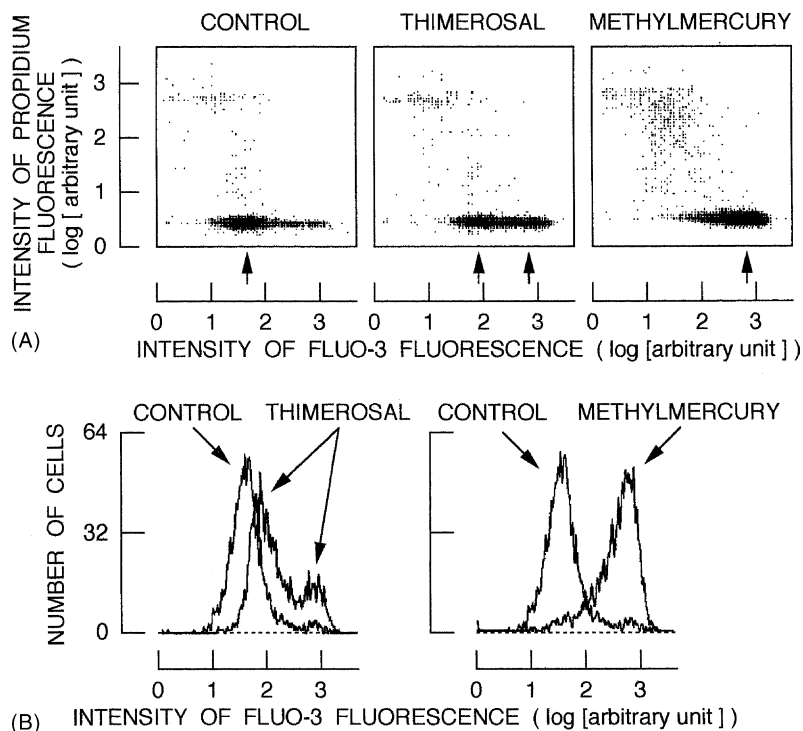 CONTROL THIMEROSAL METHYLMERCURY
INTENSITY OF PROPIDIUM
FLUORESCENCE
( log [ arbitrary unit ] )
3
2
1
0
0 1 2 3 0 1 2 3 0 1 2 3
(A)
INTENSITY OF FLUO-3 FLUORESCENCE ( log [arbitrary unit ] )
CONTROL THIMEROSAL CONTROL METHYLMERCURY
NUMBER OF CELLS
64
32
0
0 1 2 3 0 1 2 3
(B)
INTENSITY OF FLUO-3 FLUORESCENCE ( log [arbitrary unit ] )